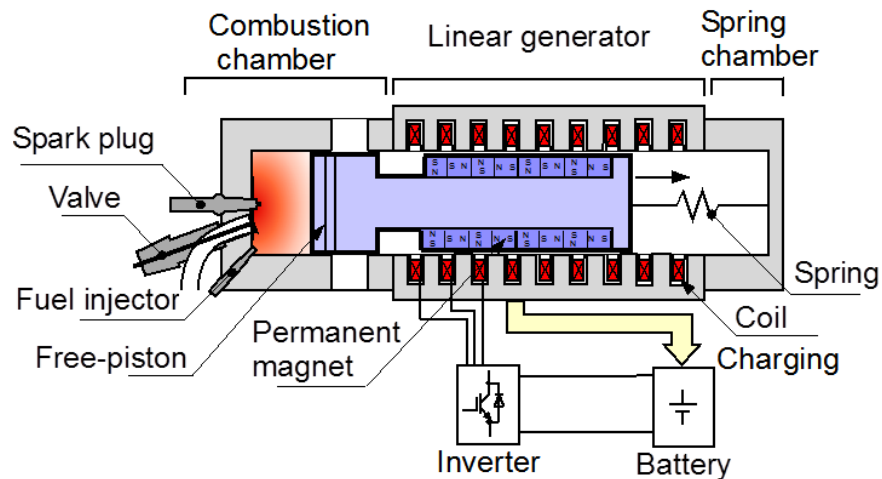 Combustion
chamber
Linear generator
Spring
chamber
Spark plug
Valve
Fuel injector
Free-piston
Permanent
magnet
Spring
Coil
Charging
Inverter
Battery
S N S N N S S N N S S N N S
N S
N S S N N S S N N S S N N S
S N